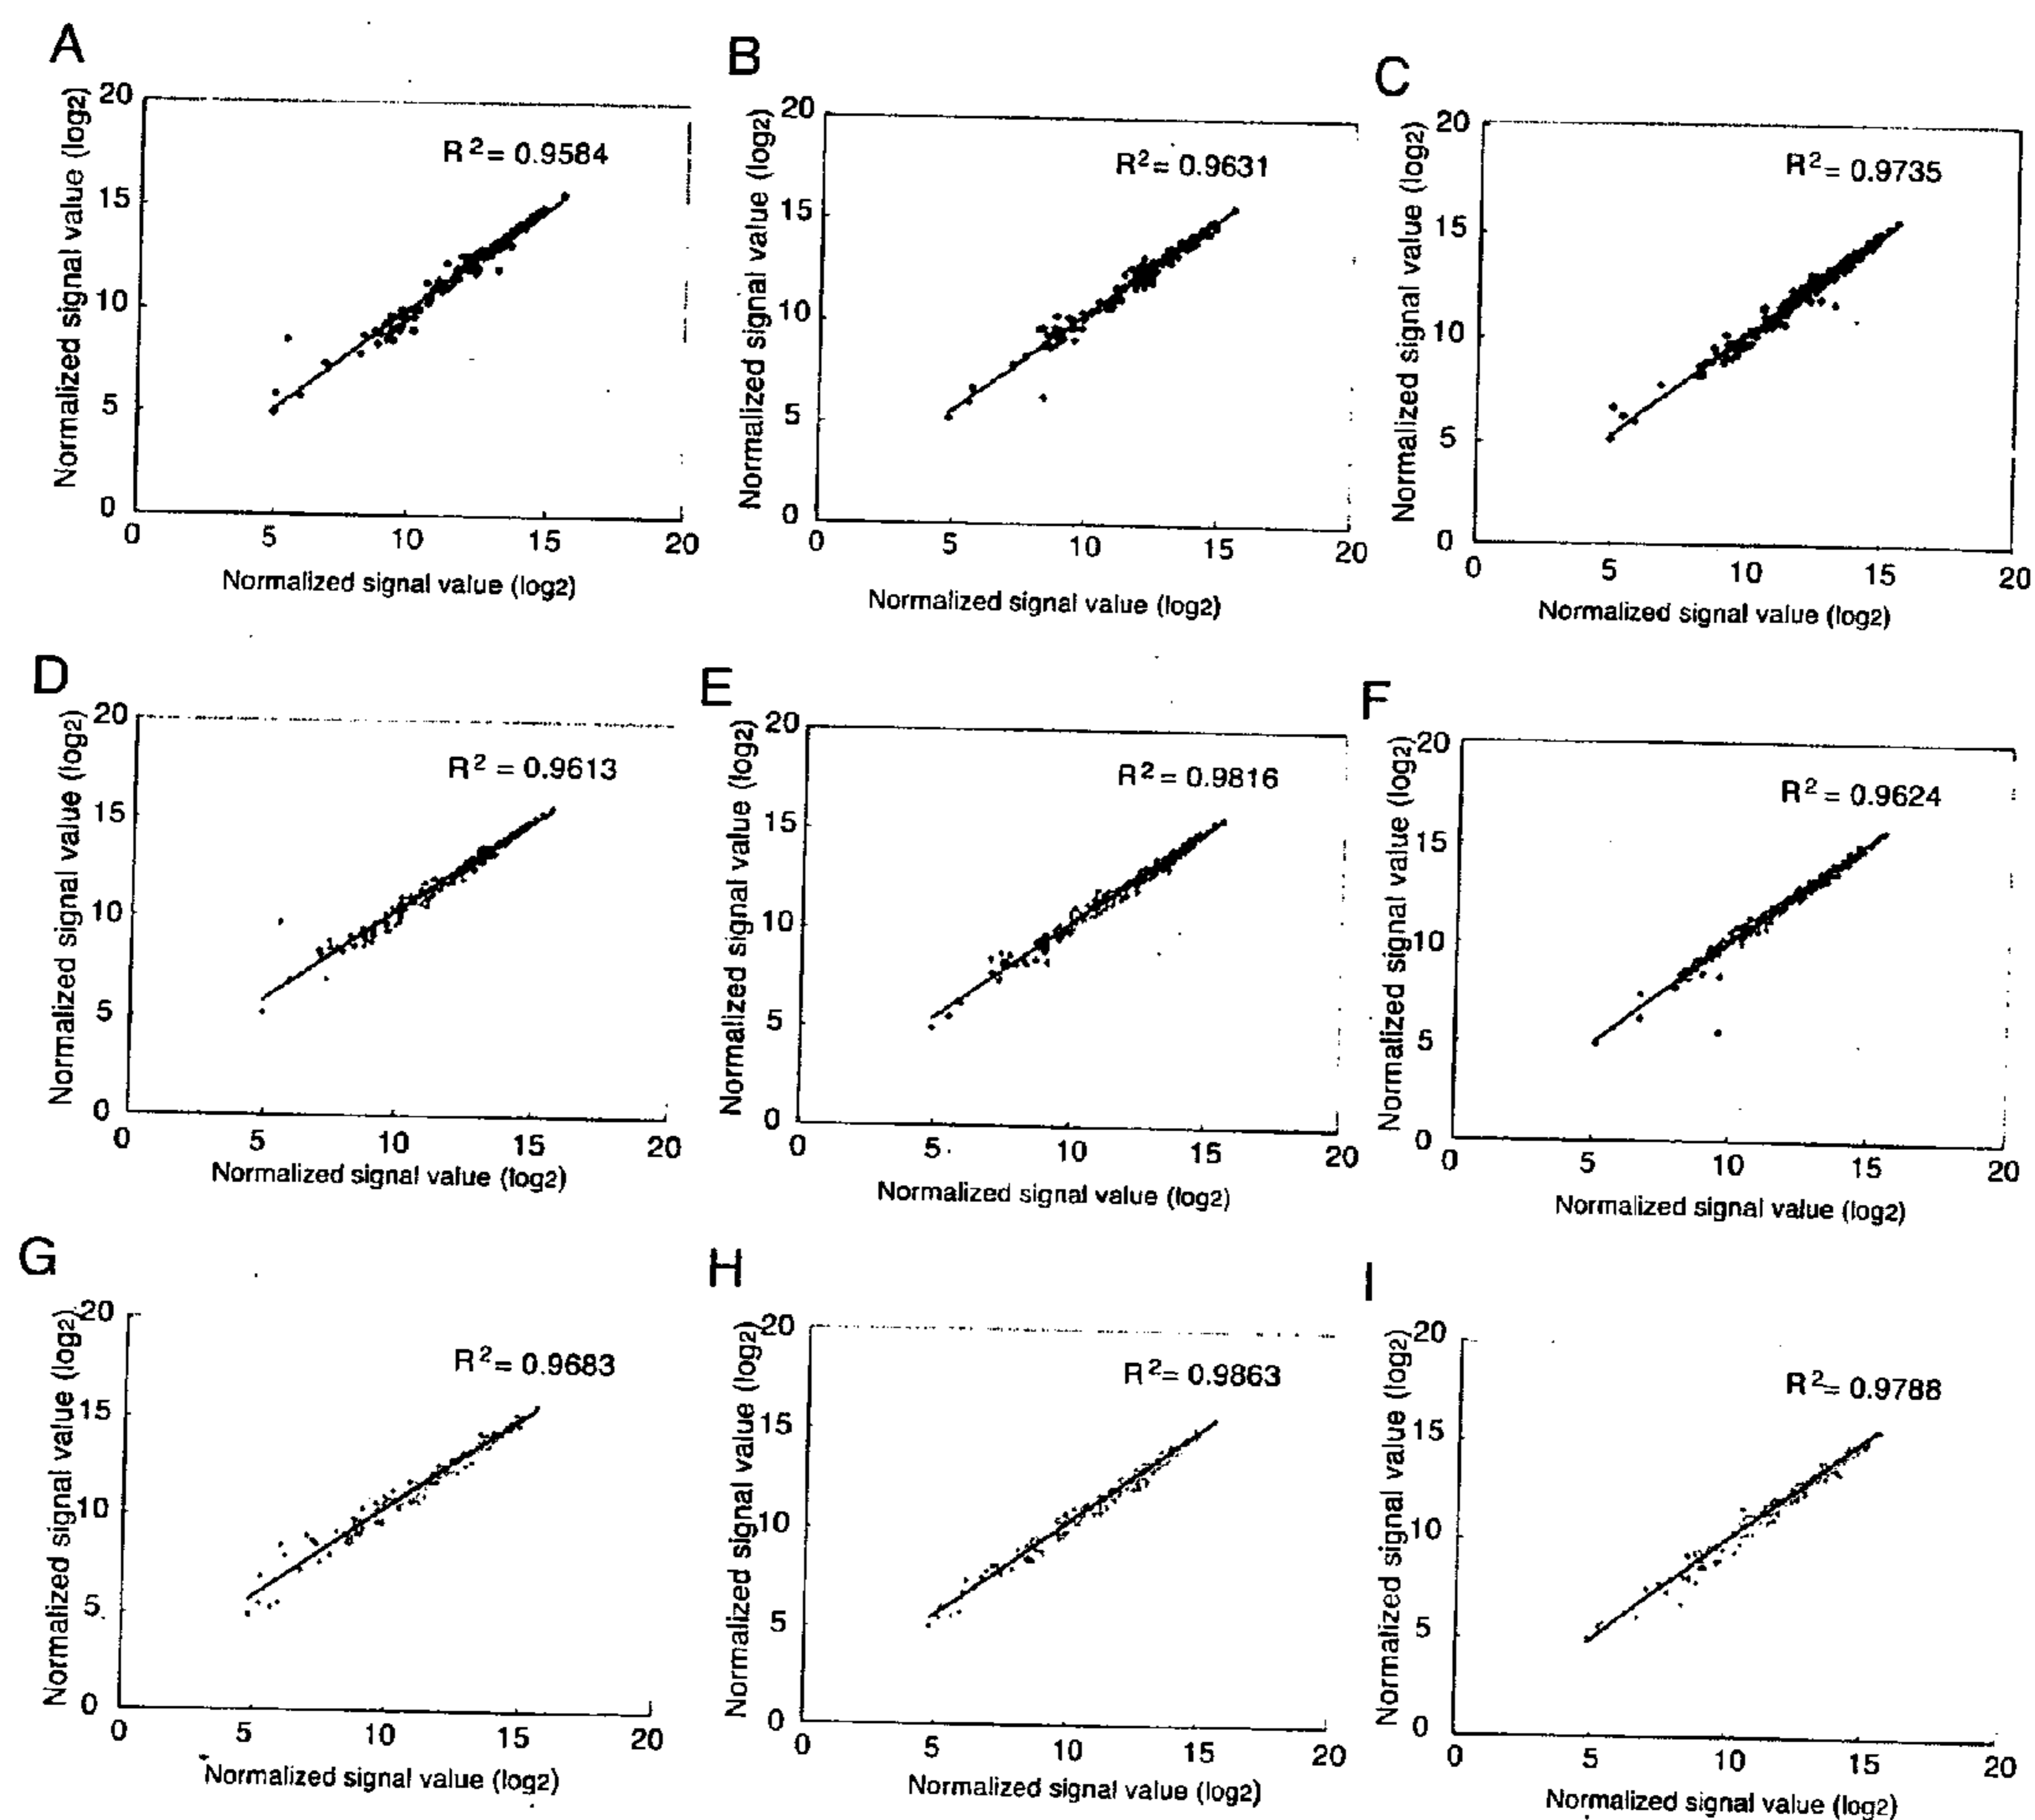 A
Normalized signal value (log2)
20
15
10
5
0
R2= 0.9584
0 5 10 15 20
Normalized signal value (log2)
B
Normalized signal value (log2)
20
15
10
5
0
R2= 0.9631
0 5 10 15 20
Normalized signal value (log2)
C
Normalized signal value (log2)
20
15
10
5
0
R2= 0.9735
0 5 10 15 20
Normalized signal value (log2)
D
Normalized signal value (log2)
20
15
10
5
0
R2 = 0.9613
0 5 10 15 20
Normalized signal value (log2)
E
Normalized signal value (log2)
20
15
10
5
0
R2= 0.9816
0 5 10 15 20
Normalized signal value (log2)
F
Normalized signal value (log2)
20
15
10
5
0
R2= 0.9624
0 5 10 15 20
Normalized signal value (log2)
G
Normalized signal value (log2)
20
15
10
5
0
R2= 0.9683
0 5 10 15 20
Normalized signal value (log2)
H
Normalized signal value (log2)
20
15
10
5
0
R2= 0.9863
0 5 10 15 20
Normalized signal value (log2)
I
Normalized signal value (log2)
20
15
10
5
0
R2= 0.9788
0 5 10 15 20
Normalized signal value (log2)